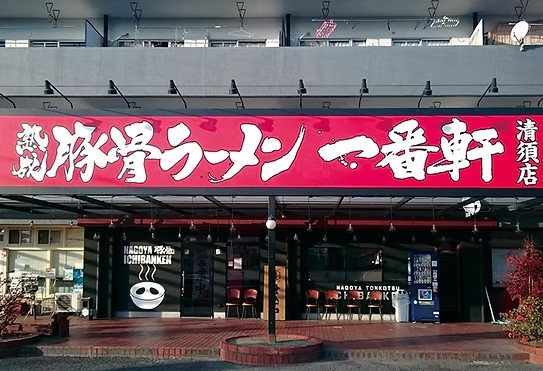 熟成 豚骨ラーメン 一番軒 清須店
NAGOYA 豚骨
ICHIBANKEN
NAGOYA TONKOTSU
ICHIBANKEN